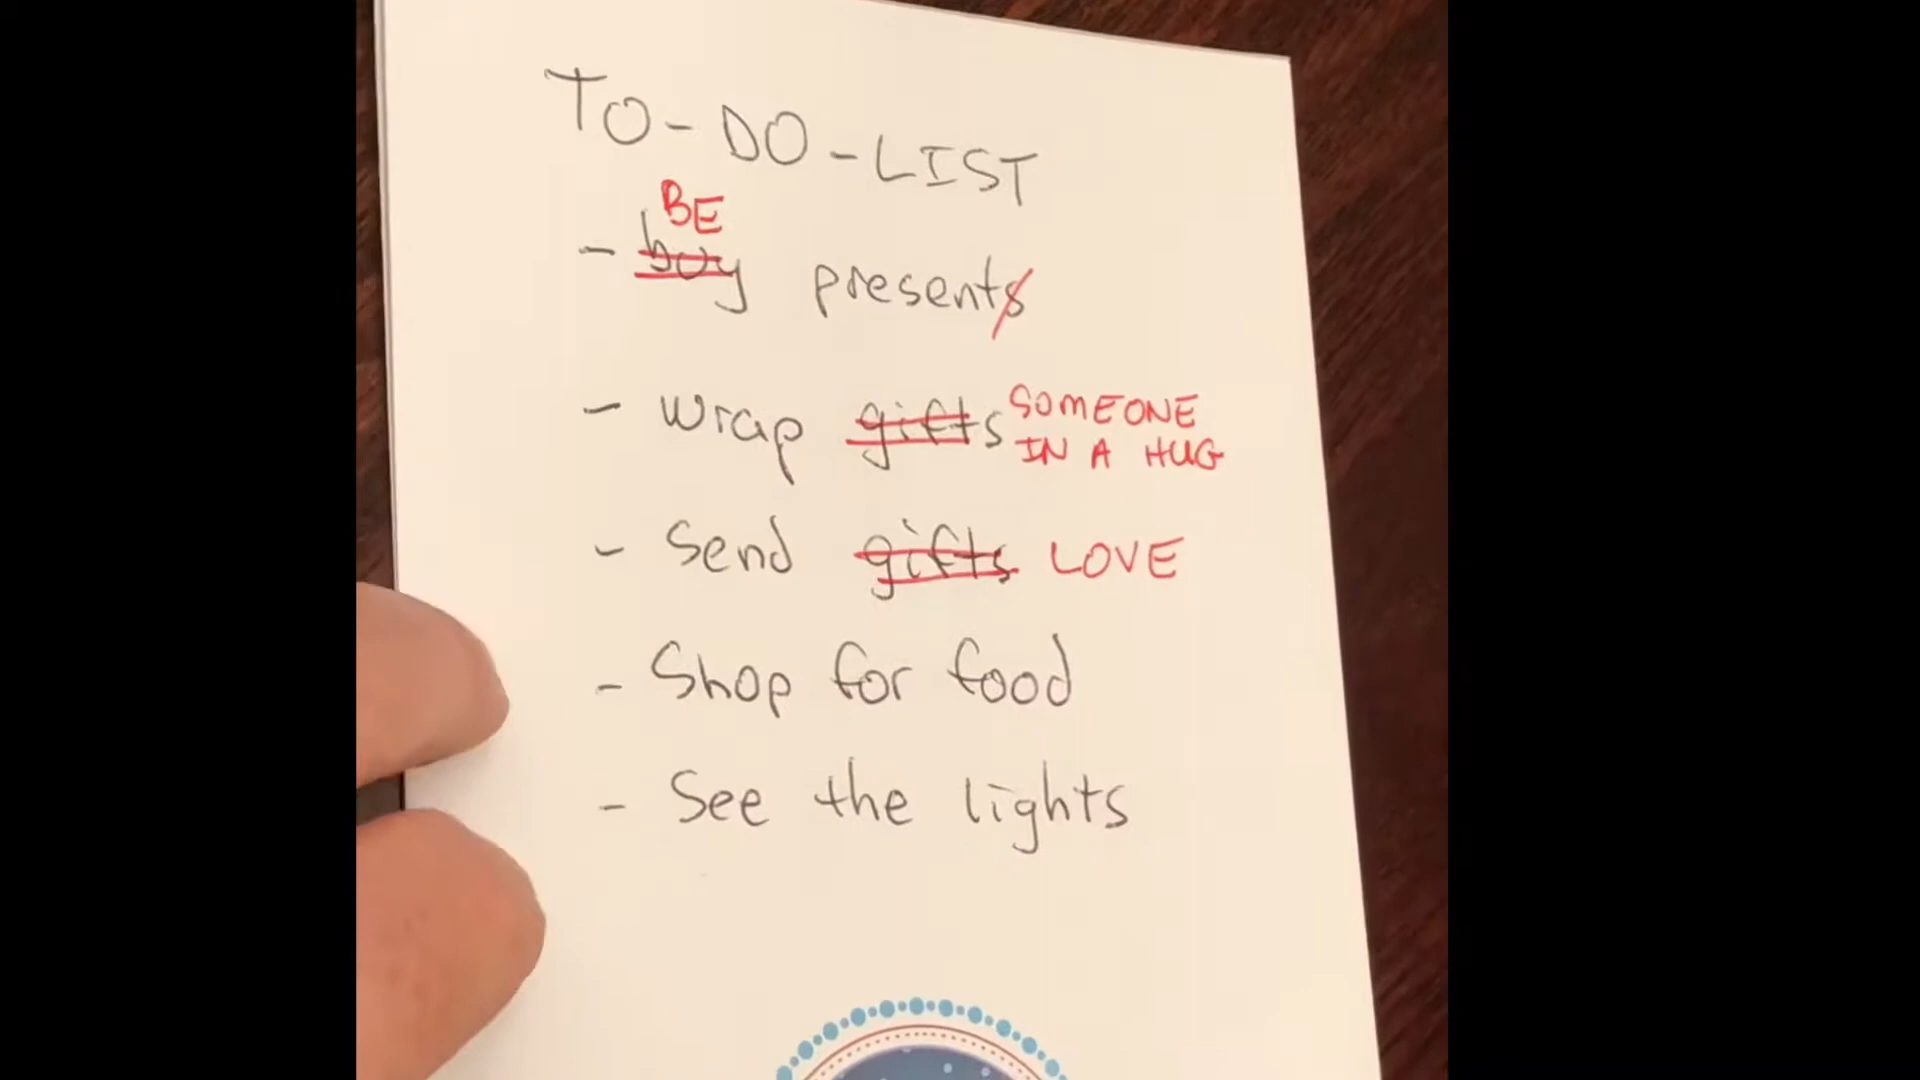 TO-DO-LIST
BE
- buy presents
- wrap gifts SOMEONE
IN A HUG
- Send gifts LOVE
- Shop for food
- See the lights